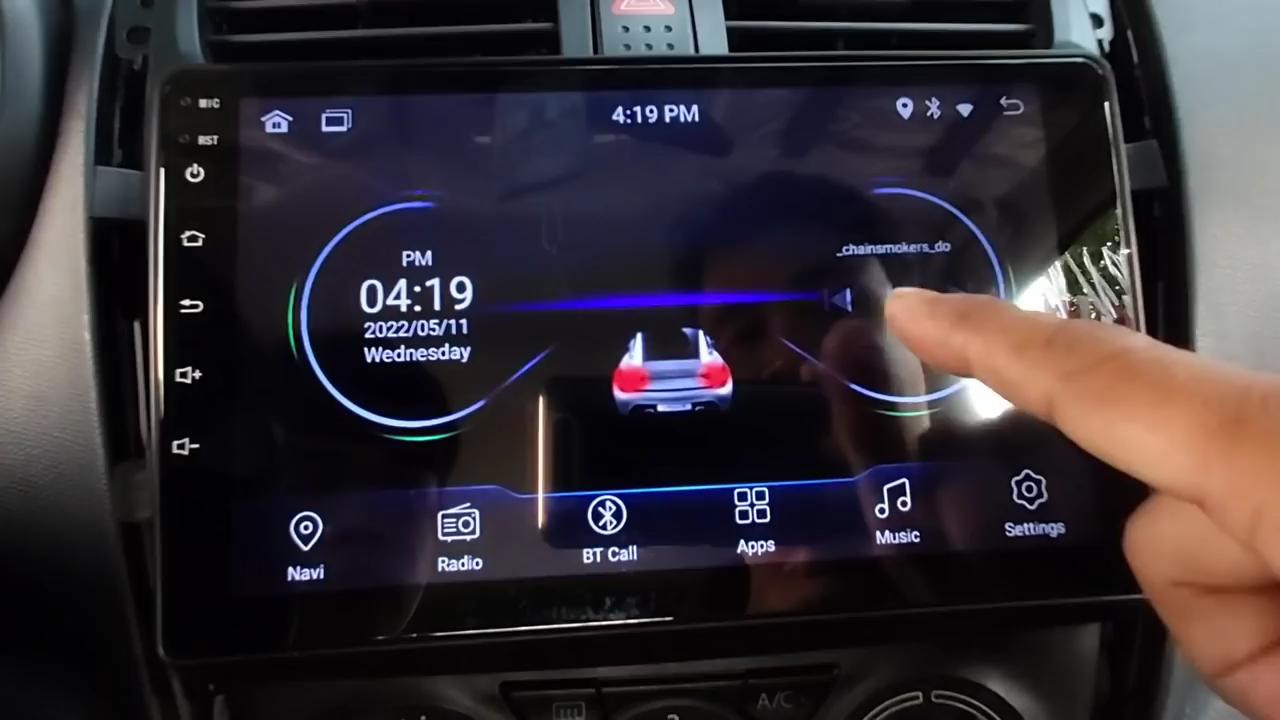 MIC
4:19 PM
RST
PM
04:19
2022/05/11
Wednesday
_chainsmokers_do
Navi
Radio
BT Call
Apps
Music
Settings
A/C